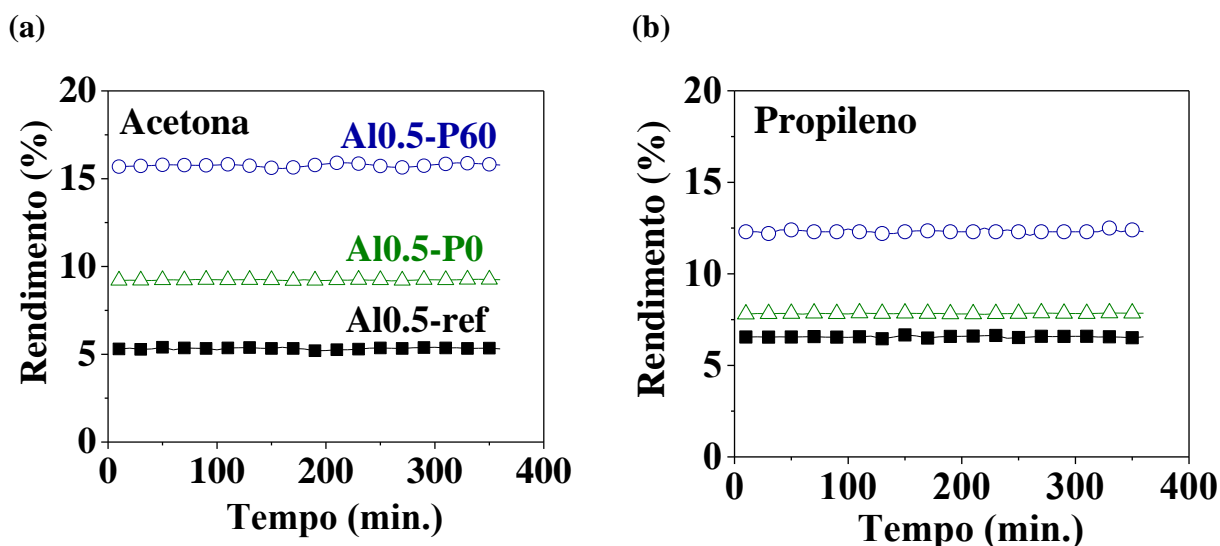 (a)
(b)
Acetona
Al0.5-P60
Al0.5-P0
Al0.5-ref
Rendimento (%)
20
15
10
5
0
0 100 200 300 400
Tempo (min.)
Propileno
Rendimento (%)
20
15
10
5
0
0 100 200 300 400
Tempo (min.)